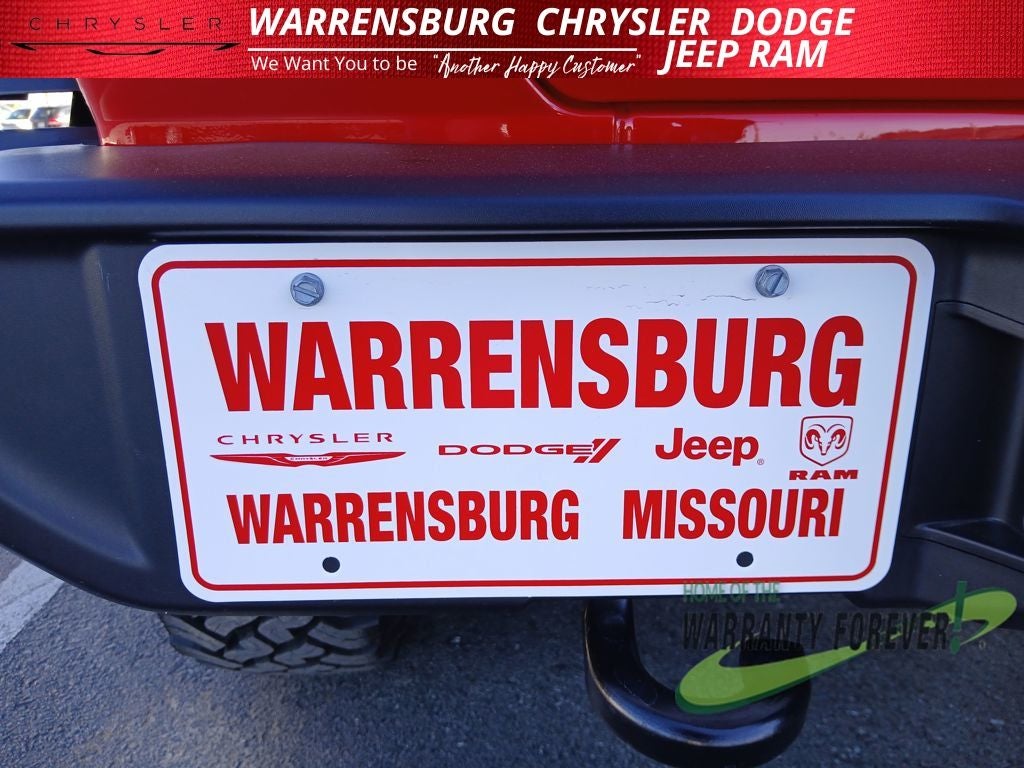 CHRYSLER
WARRENSBURG CHRYSLER DODGE
JEEP RAM
We Want You to be "Another Happy Customer"
WARRENSBURG
CHRYSLER DODGE Jeep® RAM
CHRYSLER
WARRENSBURG MISSOURI
HOME OF THE
WARRANTY FOREVER!